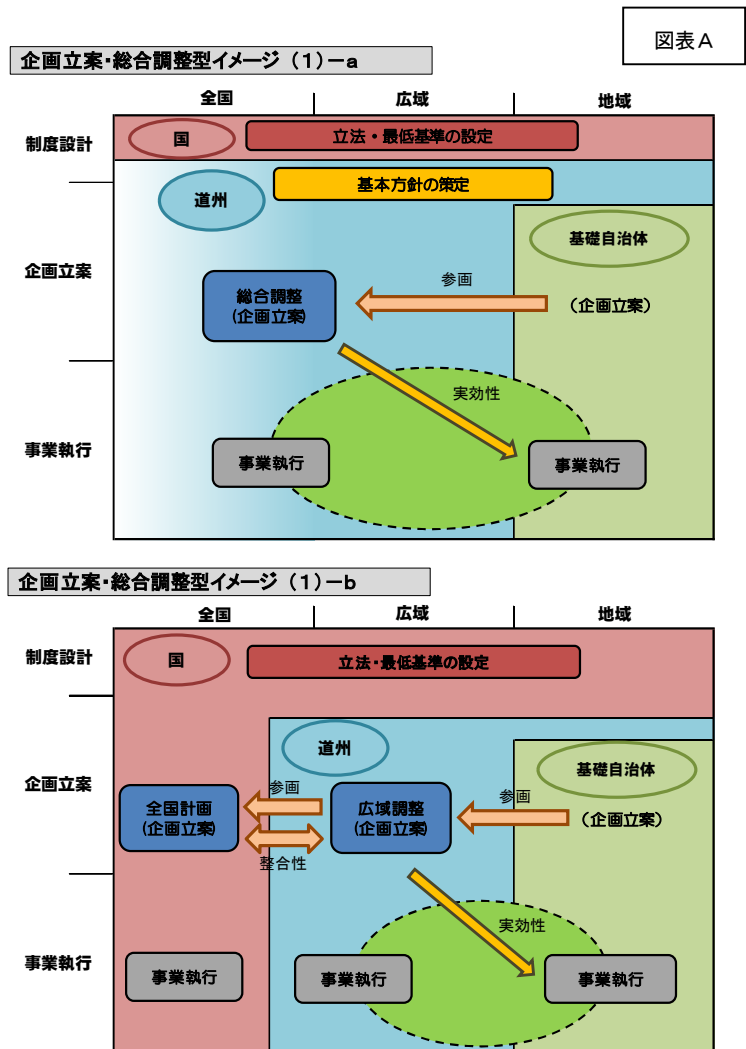 図表A
企画立案・総合調整型イメージ（1）－a
全国
広域
地域
制度設計
国
立法・最低基準の設定
道州
基本方針の策定
基礎自治体
企画立案
総合調整
(企画立案)
参画
（企画立案）
実効性
事業執行
事業執行
事業執行
企画立案・総合調整型イメージ（1）－b
全国
広域
地域
制度設計
国
立法・最低基準の設定
道州
基礎自治体
企画立案
全国計画
(企画立案)
参画
整合性
広域調整
(企画立案)
参画
（企画立案）
実効性
事業執行
事業執行
事業執行
事業執行